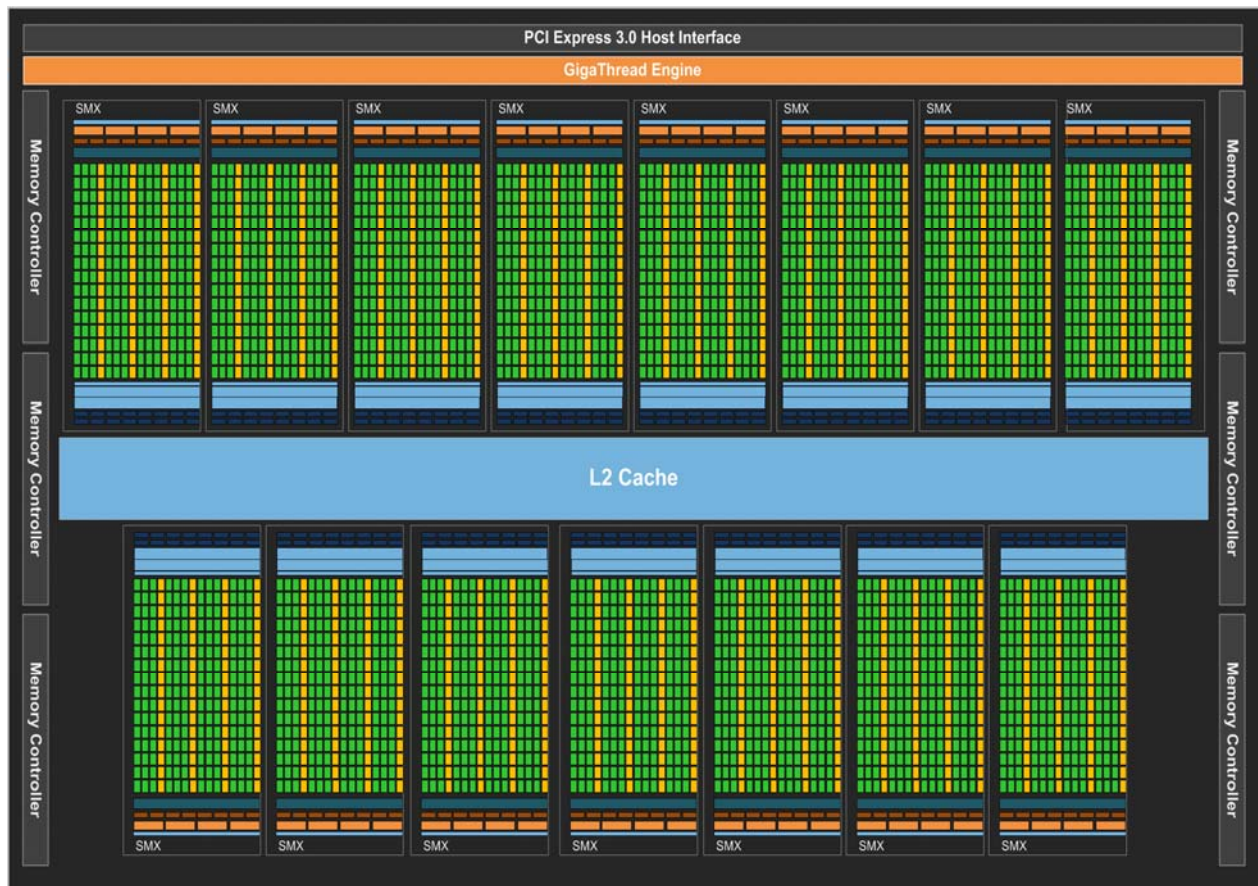 PCI Express 3.0 Host Interface
GigaThread Engine
SMX
SMX
SMX
SMX
SMX
SMX
SMX
SMX
Memory Controller
Memory Controller
Memory Controller
Memory Controller
L2 Cache
Memory Controller
Memory Controller
SMX
SMX
SMX
SMX
SMX
SMX
SMX